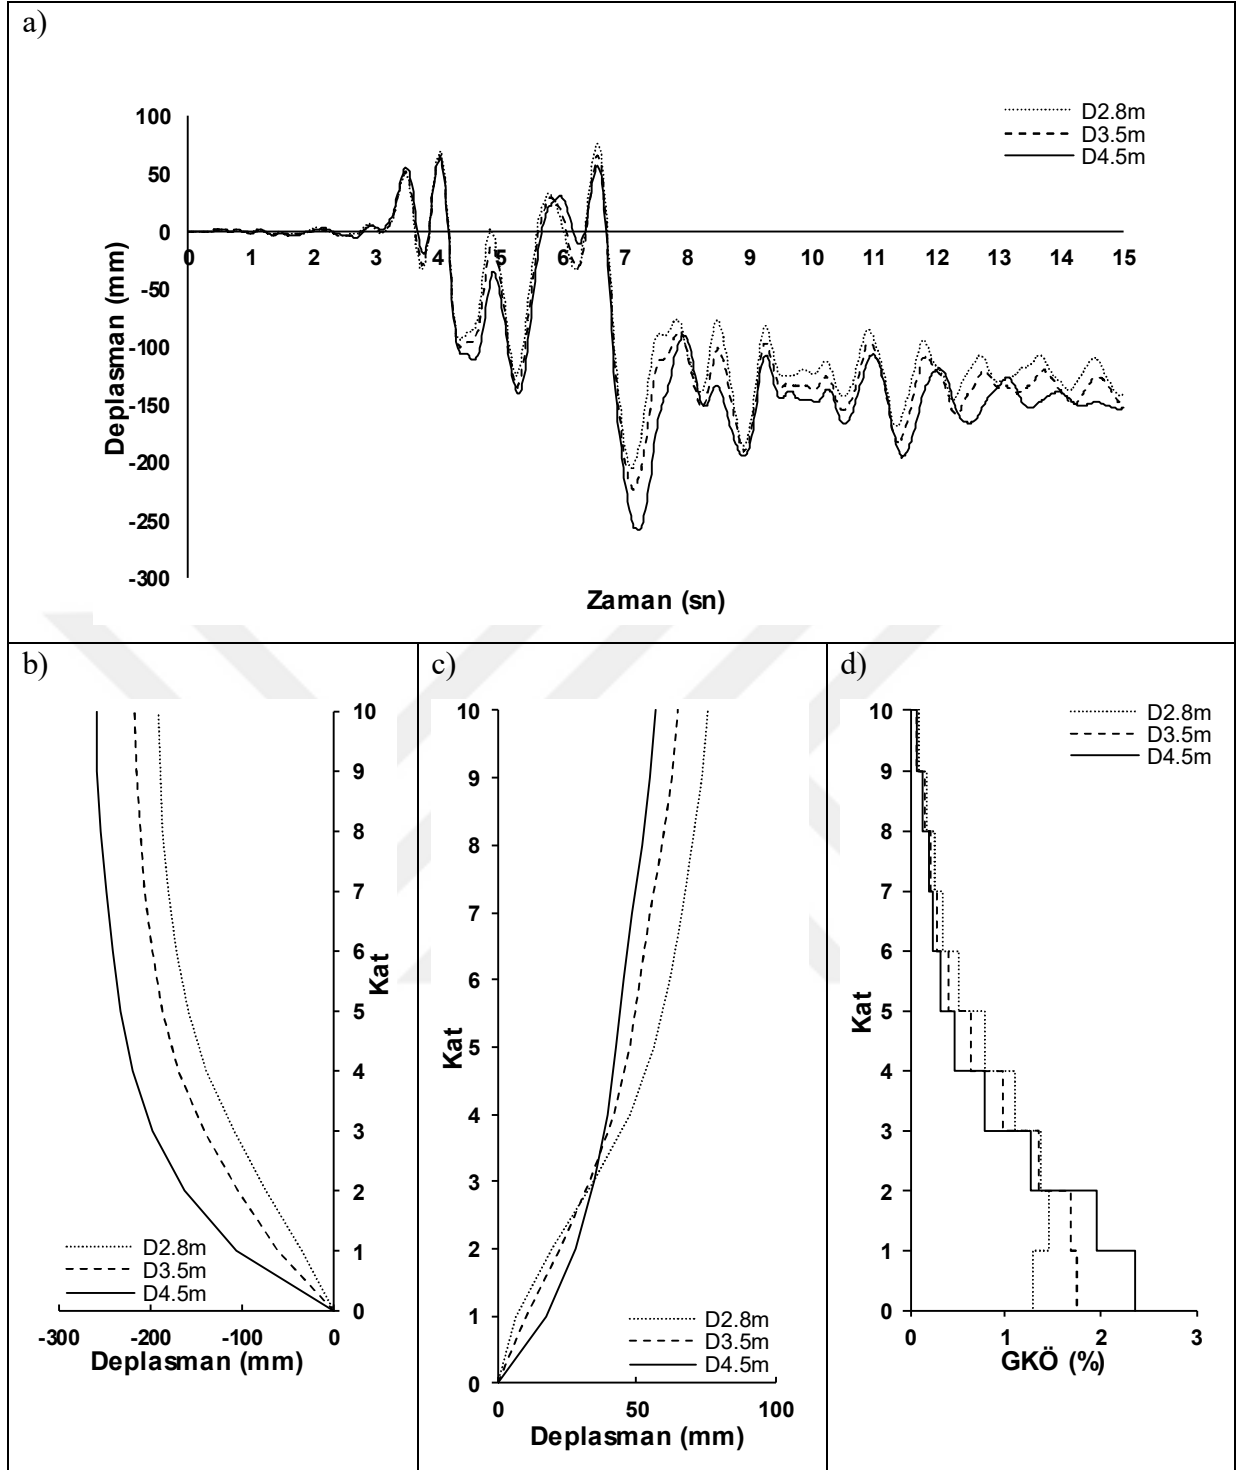 a)
100
50
0
-50
-100
-150
-200
-250
-300
Deplasman (mm)
0 1 2 3 4 5 6 7 8 9 10 11 12 13 14 15
Zaman (sn)
D2.8m
D3.5m
D4.5m
b)
10
9
8
7
6
5
4
3
2
1
0
Kat
D2.8m
D3.5m
D4.5m
-300 -200 -100 0
Deplasman (mm)
c)
10
9
8
7
6
5
4
3
2
1
0
Kat
D2.8m
D3.5m
D4.5m
0 50 100
Deplasman (mm)
d)
10
9
8
7
6
5
4
3
2
1
0
Kat
D2.8m
D3.5m
D4.5m
0 1 2 3
GKÖ (%)